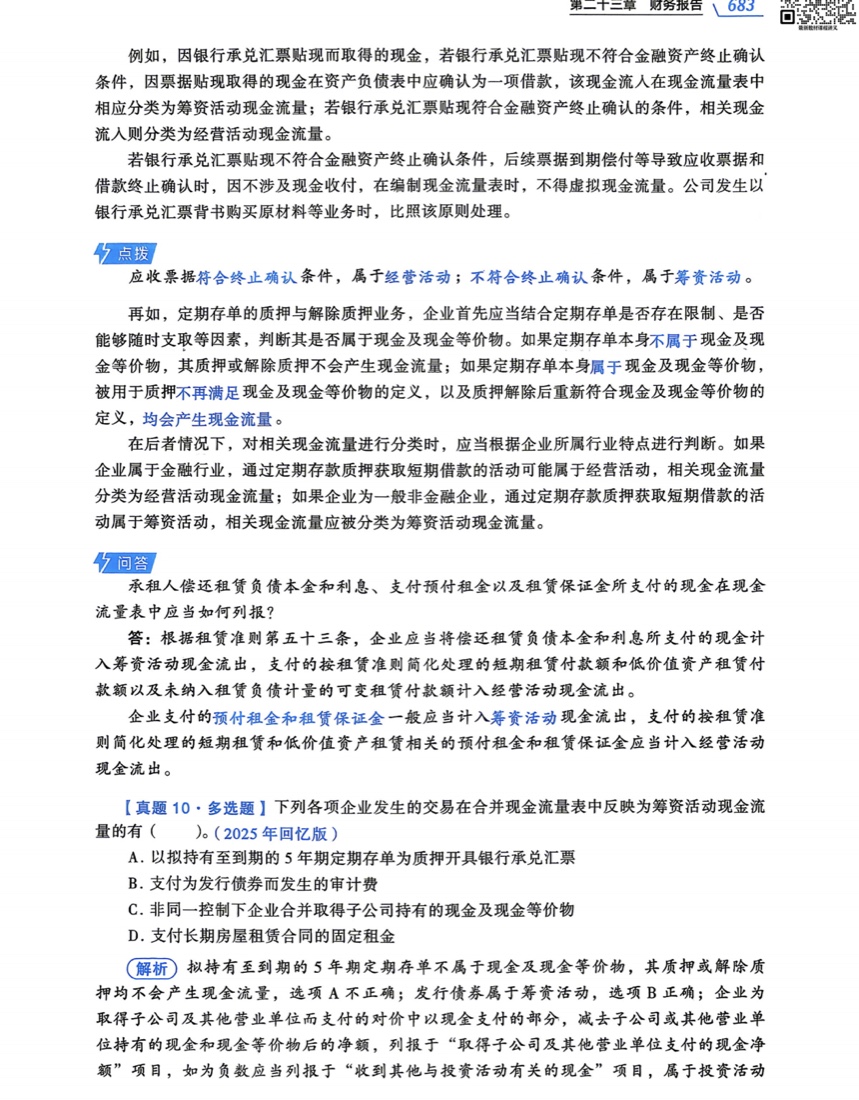 第二十三章 财务报告 683
例如，因银行承兑汇票贴现而取得的现金，若银行承兑汇票贴现不符合金融资产终止确认
条件，因票据贴现取得的现金在资产负债表中应确认为一项借款，该现金流入在现金流量表中
相应分类为筹资活动现金流量；若银行承兑汇票贴现符合金融资产终止确认的条件，相关现金
流入则分类为经营活动现金流量。
若银行承兑汇票贴现不符合金融资产终止确认条件，后续票据到期偿付等导致应收票据和
借款终止确认时，因不涉及现金收付，在编制现金流量表时，不得虚拟现金流量。公司发生以
银行承兑汇票背书购买原材料等业务时，比照该原则处理。
点拨
应收票据符合终止确认条件，属于经营活动；不符合终止确认条件，属于筹资活动。
再如，定期存单的质押与解除质押业务，企业首先应当结合定期存单是否存在限制、是否
能够随时支取等因素，判断其是否属于现金及现金等价物。如果定期存单本身不属于现金及现
金等价物，其质押或解除质押不会产生现金流量；如果定期存单本身属于现金及现金等价物，
被用于质押不再满足现金及现金等价物的定义，以及质押解除后重新符合现金及现金等价物的
定义，均会产生现金流量。
在后者情况下，对相关现金流量进行分类时，应当根据企业所属行业特点进行判断。如果
企业属于金融行业，通过定期存款质押获取短期借款的活动可能属于经营活动，相关现金流量
分类为经营活动现金流量；如果企业为一般非金融企业，通过定期存款质押获取短期借款的活
动属于筹资活动，相关现金流量应被分类为筹资活动现金流量。
问答
承租人偿还租赁负债本金和利息、支付预付租金以及租赁保证金所支付的现金在现金
流量表中应当如何列报？
答：根据租赁准则第五十三条，企业应当将偿还租赁负债本金和利息所支付的现金计
入筹资活动现金流出，支付的按租赁准则简化处理的短期租赁付款额和低价值资产租赁付
款额以及未纳入租赁负债计量的可变租赁付款额计入经营活动现金流出。
企业支付的预付租金和租赁保证金一般应当计入筹资活动现金流出，支付的按租赁准
则简化处理的短期租赁和低价值资产租赁相关的预付租金和租赁保证金应当计入经营活动
现金流出。
【真题10·多选题】下列各项企业发生的交易在合并现金流量表中反映为筹资活动现金流
量的有（　　）。（2025年回忆版）
A. 以拟持有至到期的5年期定期存单为质押开具银行承兑汇票
B. 支付为发行债券而发生的审计费
C. 非同一控制下企业合并取得子公司持有的现金及现金等价物
D. 支付长期房屋租赁合同的固定租金
解析 拟持有至到期的5年期定期存单不属于现金及现金等价物，其质押或解除质
押均不会产生现金流量，选项A不正确；发行债券属于筹资活动，选项B正确；企业为
取得子公司及其他营业单位而支付的对价中以现金支付的部分，减去子公司或其他营业单
位持有的现金和现金等价物后的净额，列报于“取得子公司及其他营业单位支付的现金净
额”项目，如为负数应当列报于“收到其他与投资活动有关的现金”项目，属于投资活动